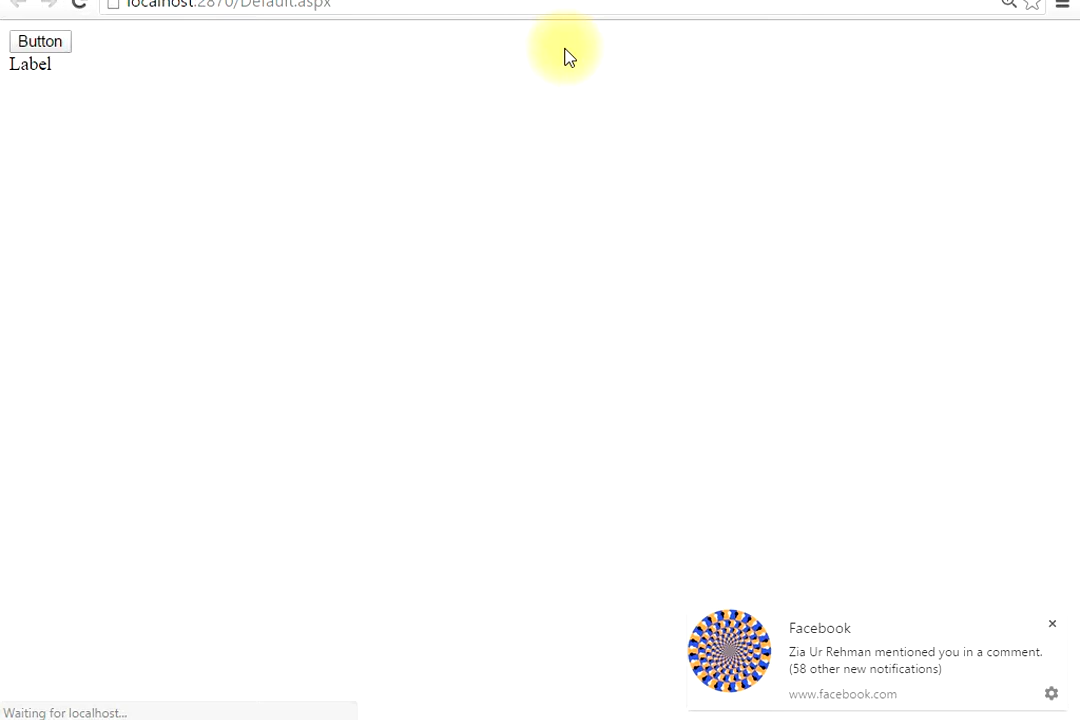 localhost:2870/Default.aspx
Button
Label
Facebook
Zia Ur Rehman mentioned you in a comment.
(58 other new notifications)
www.facebook.com
Waiting for localhost...